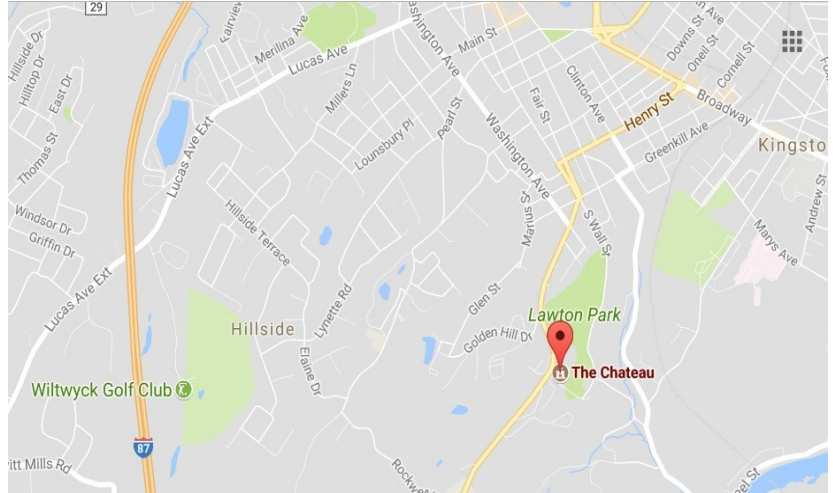 29
Fairview
Merilina Ave
Lucas Ave
Washington Ave
Main St
Downs St
Oneil St
Cornell St
Hillside Dr
Hilltop Dr
East Dr
Millers Ln
Pearl St
Fair St
Clinton Ave
Henry St
Broadway
Thomas St
Lucas Ave Ext
Lounsbury Pl
Washington Ave
Greenkill Ave
Kingsto
Andrew St
Windsor Dr
Griffin Dr
Hillside Terrace
Marius St
S Wall St
Marys Ave
Lucas Ave Ext
Lynette Rd
Glen St
Lawton Park
Hillside
Golden Hill Dr
Elaine Dr
The Chateau
Wiltwyck Golf Club
87
itt Mills Rd
Rockwe
el St